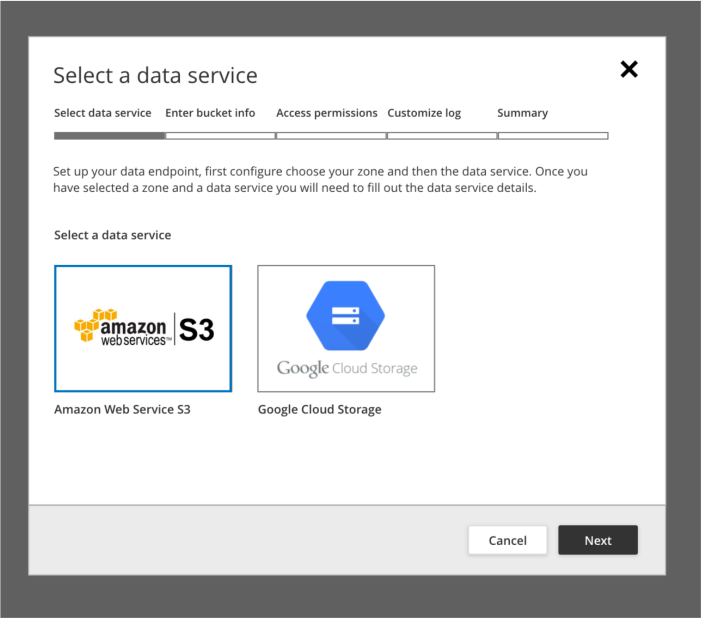 Select a data service
Select data service Enter bucket info Access permissions Customize log Summary
Set up your data endpoint, first configure choose your zone and then the data service. Once you
have selected a zone and a data service you will need to fill out the data service details.
Select a data service
amazon
webservices™
S3
Google Cloud Storage
Amazon Web Service S3
Google Cloud Storage
Cancel
Next